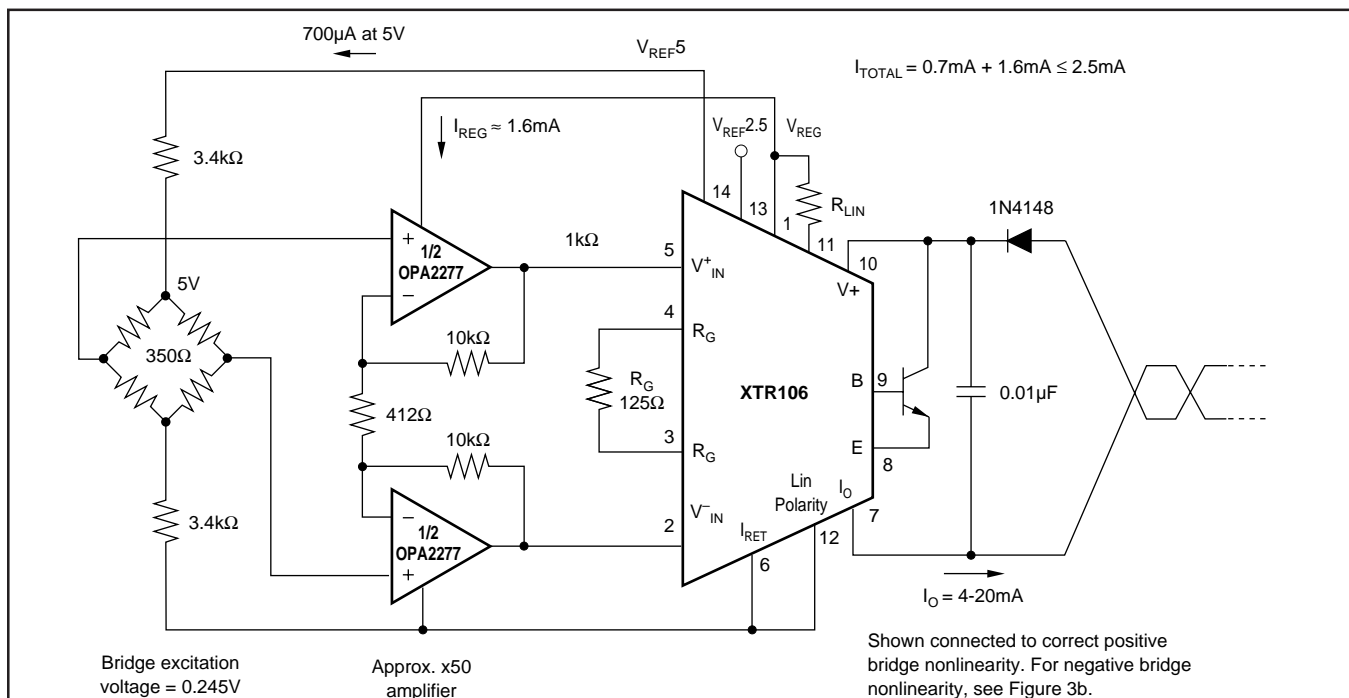 700µA at 5V
V_REF5
I_TOTAL = 0.7mA + 1.6mA ≤ 2.5mA
I_REG ≈ 1.6mA
V_REF2.5
V_REG
3.4kΩ
14
13
1
R_LIN
11
1N4148
+
1/2
OPA2277
−
1kΩ
5
V⁺_IN
10
V+
5V
4
R_G
10kΩ
350Ω
R_G
125Ω
XTR106
B
9
0.01µF
412Ω
3
R_G
10kΩ
E
8
Lin
Polarity
I_O
7
3.4kΩ
−
1/2
OPA2277
+
2
V⁻_IN
I_RET
12
6
I_O = 4-20mA
Bridge excitation
voltage = 0.245V
Approx. x50
amplifier
Shown connected to correct positive
bridge nonlinearity. For negative bridge
nonlinearity, see Figure 3b.